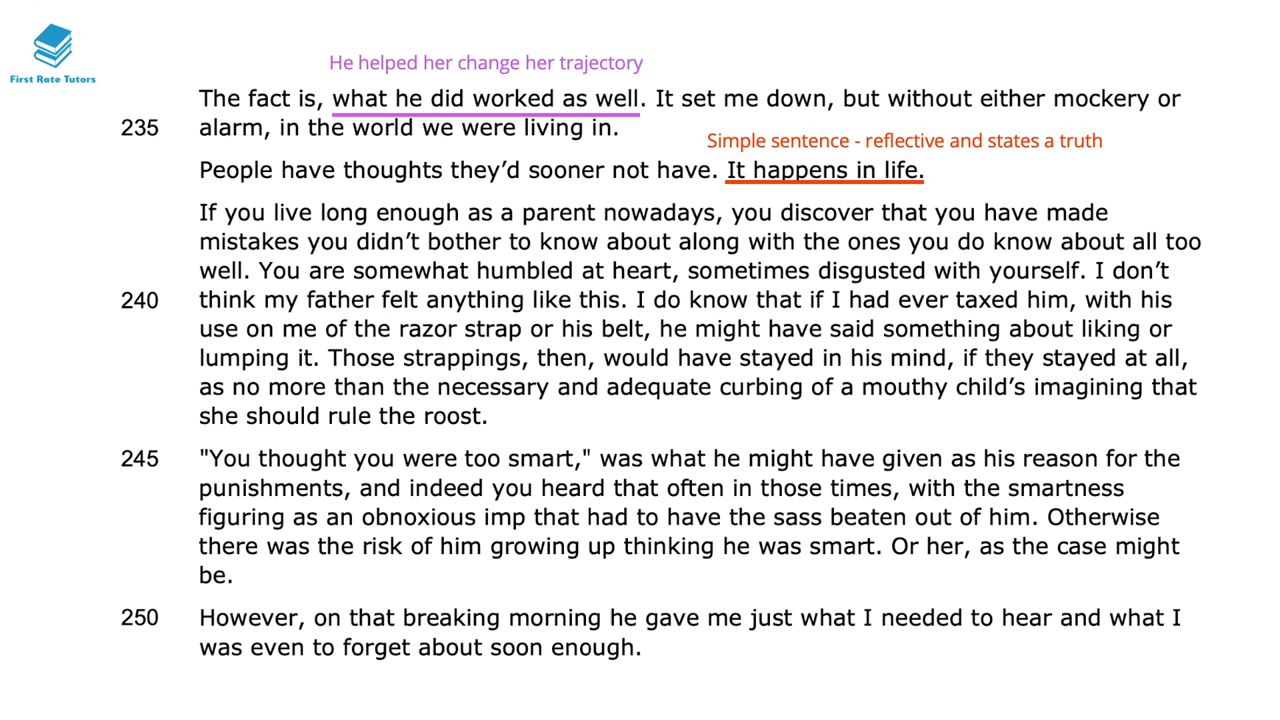 First Rate Tutors
He helped her change her trajectory
The fact is, what he did worked as well. It set me down, but without either mockery or
235 alarm, in the world we were living in.
Simple sentence - reflective and states a truth
People have thoughts they’d sooner not have. It happens in life.
If you live long enough as a parent nowadays, you discover that you have made
mistakes you didn’t bother to know about along with the ones you do know about all too
well. You are somewhat humbled at heart, sometimes disgusted with yourself. I don’t
240 think my father felt anything like this. I do know that if I had ever taxed him, with his
use on me of the razor strap or his belt, he might have said something about liking or
lumping it. Those strappings, then, would have stayed in his mind, if they stayed at all,
as no more than the necessary and adequate curbing of a mouthy child’s imagining that
she should rule the roost.
245 "You thought you were too smart," was what he might have given as his reason for the
punishments, and indeed you heard that often in those times, with the smartness
figuring as an obnoxious imp that had to have the sass beaten out of him. Otherwise
there was the risk of him growing up thinking he was smart. Or her, as the case might
be.
250 However, on that breaking morning he gave me just what I needed to hear and what I
was even to forget about soon enough.